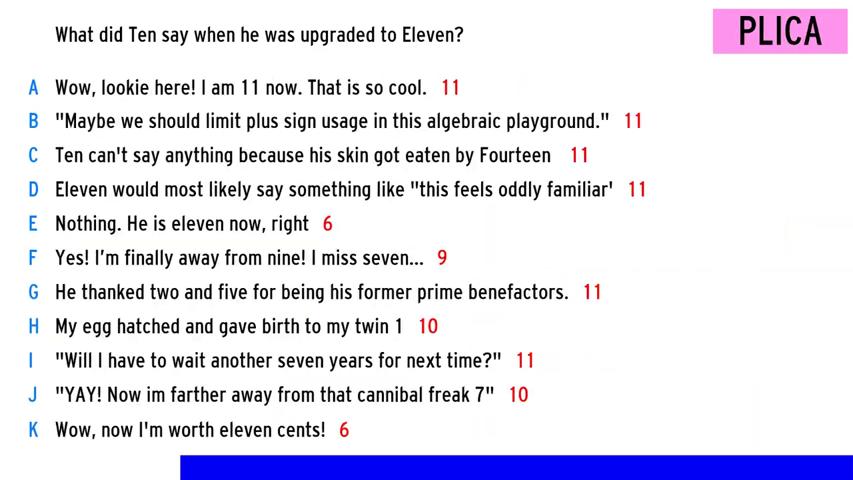 What did Ten say when he was upgraded to Eleven?
PLICA
A Wow, lookie here! I am 11 now. That is so cool. 11
B "Maybe we should limit plus sign usage in this algebraic playground." 11
C Ten can't say anything because his skin got eaten by Fourteen 11
D Eleven would most likely say something like "this feels oddly familiar' 11
E Nothing. He is eleven now, right 6
F Yes! I'm finally away from nine! I miss seven... 9
G He thanked two and five for being his former prime benefactors. 11
H My egg hatched and gave birth to my twin 1 10
I "Will I have to wait another seven years for next time?" 11
J "YAY! Now im farther away from that cannibal freak 7" 10
K Wow, now I'm worth eleven cents! 6